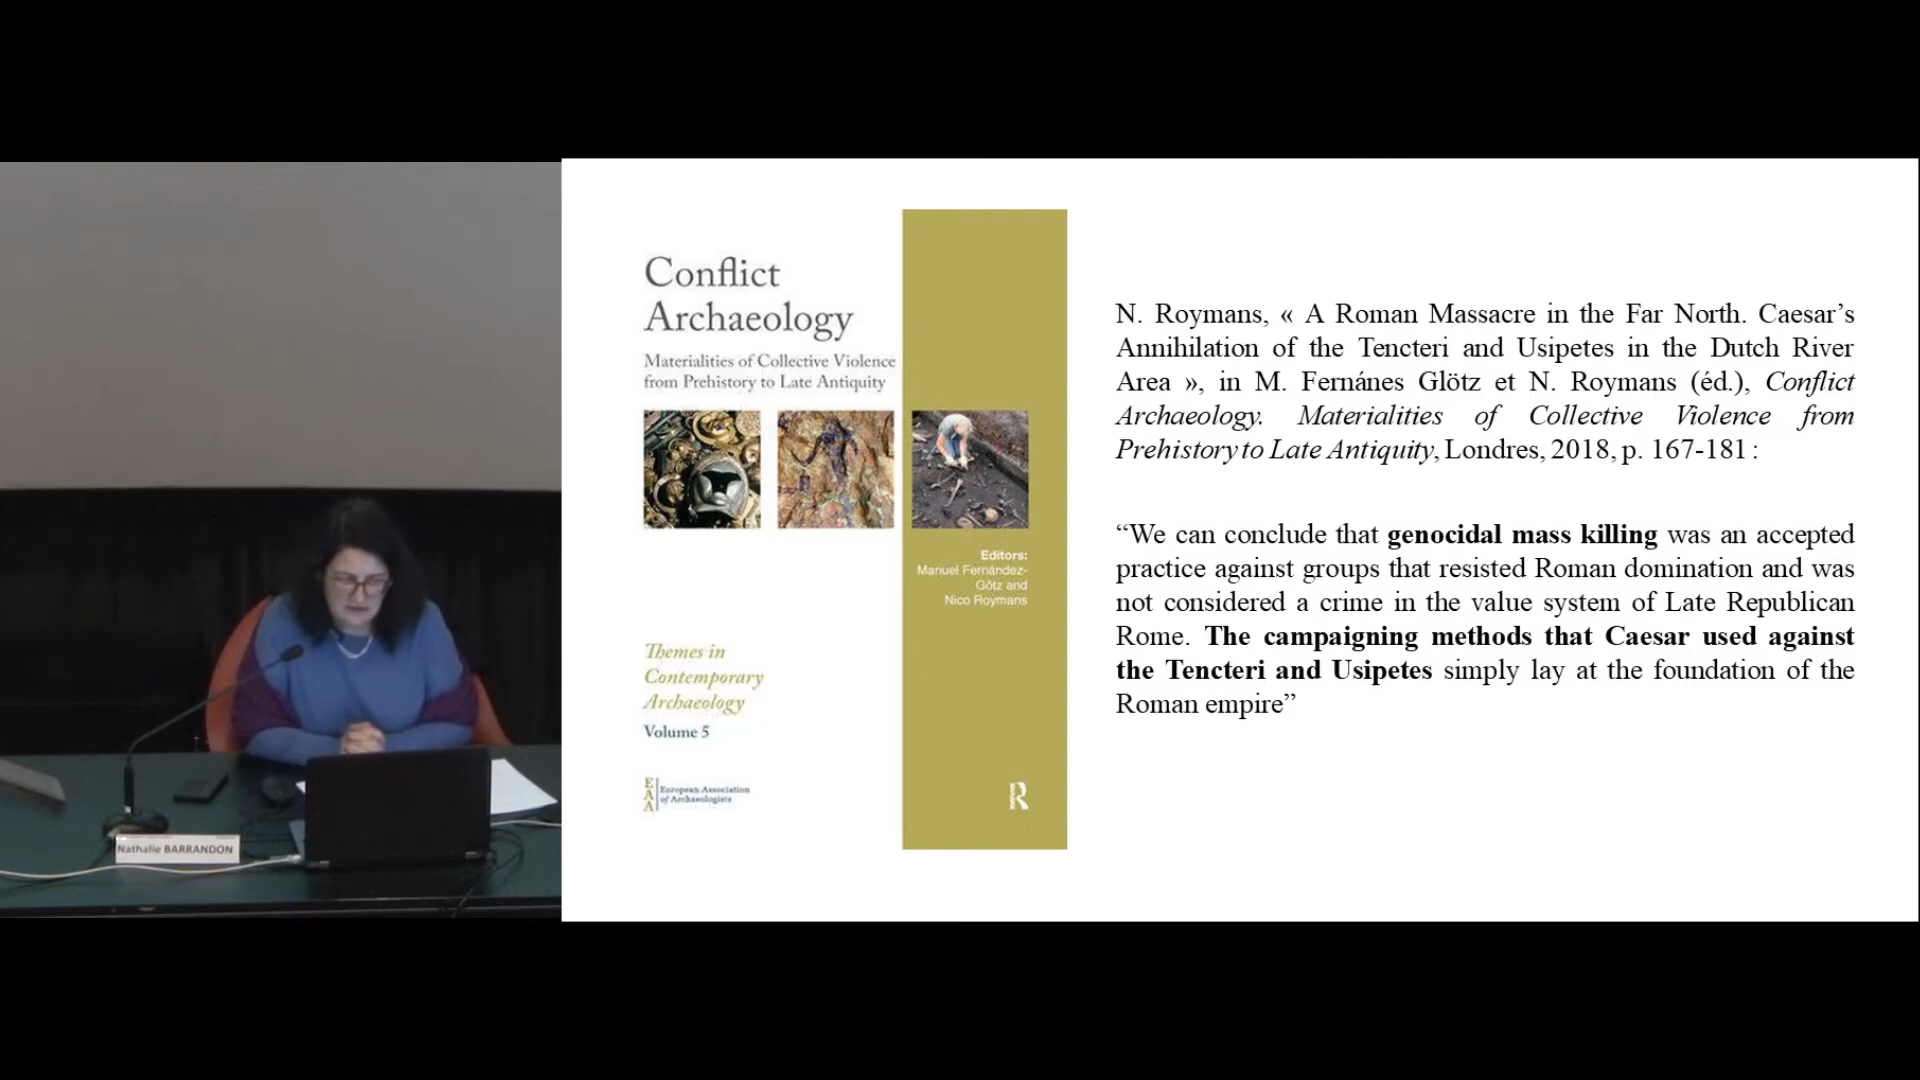 Conflict
Archaeology
Materialities of Collective Violence
from Prehistory to Late Antiquity
Editors:
Manuel Fernández-
Götz and
Nico Roymans
Themes in
Contemporary
Archaeology
Volume 5
EAA
European Association
of Archaeologists
R
N. Roymans, « A Roman Massacre in the Far North. Caesar’s
Annihilation of the Tencteri and Usipetes in the Dutch River
Area », in M. Fernánes Glötz et N. Roymans (éd.), Conflict
Archaeology. Materialities of Collective Violence from
Prehistory to Late Antiquity, Londres, 2018, p. 167-181 :
“We can conclude that genocidal mass killing was an accepted
practice against groups that resisted Roman domination and was
not considered a crime in the value system of Late Republican
Rome. The campaigning methods that Caesar used against
the Tencteri and Usipetes simply lay at the foundation of the
Roman empire”
Nathalie BARRANDON